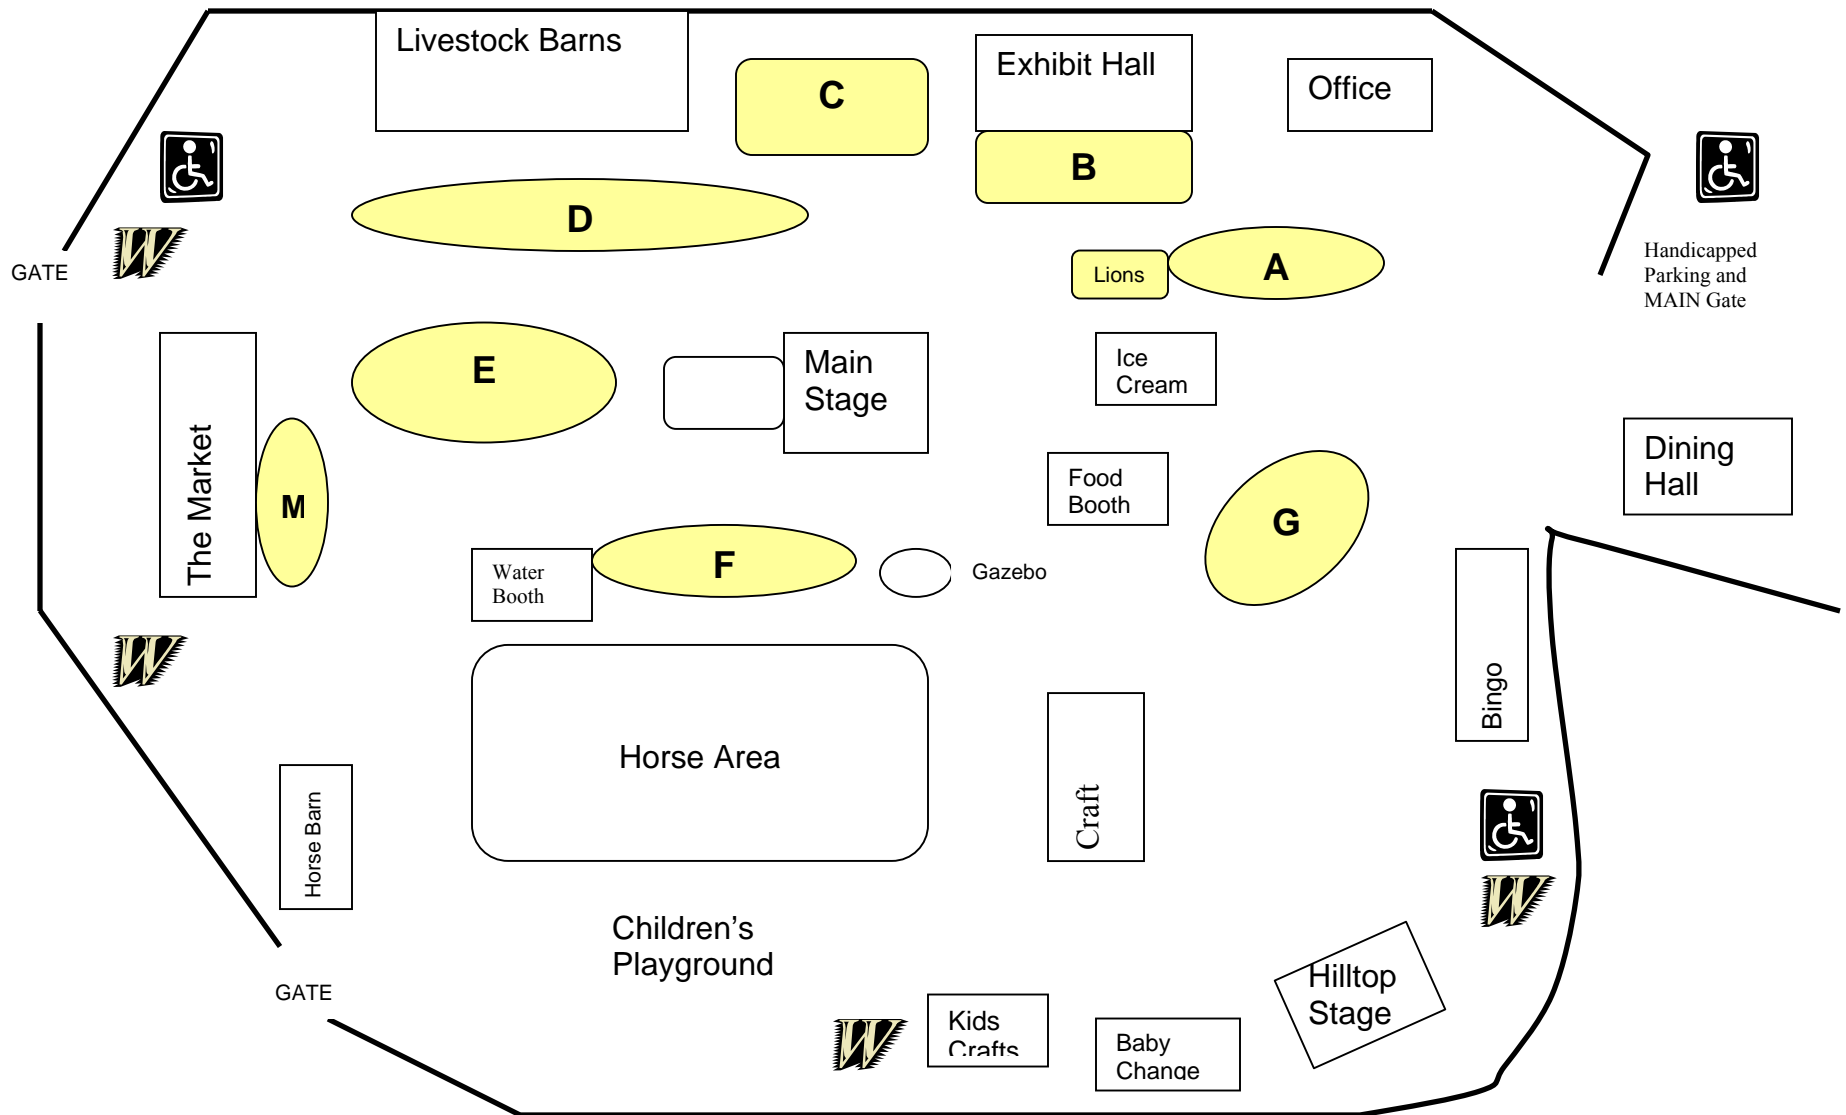 Livestock Barns
C
Exhibit Hall
Office
B
D
W
GATE
Lions
A
Handicapped
Parking and
MAIN Gate
The Market
E
Main
Stage
Ice
Cream
M
Food
Booth
G
Dining
Hall
Water
Booth
F
Gazebo
W
Bingo
Horse Area
Craft
Horse Barn
W
Children's
Playground
GATE
Hilltop
Stage
W
Kids
Crafts
Baby
Change